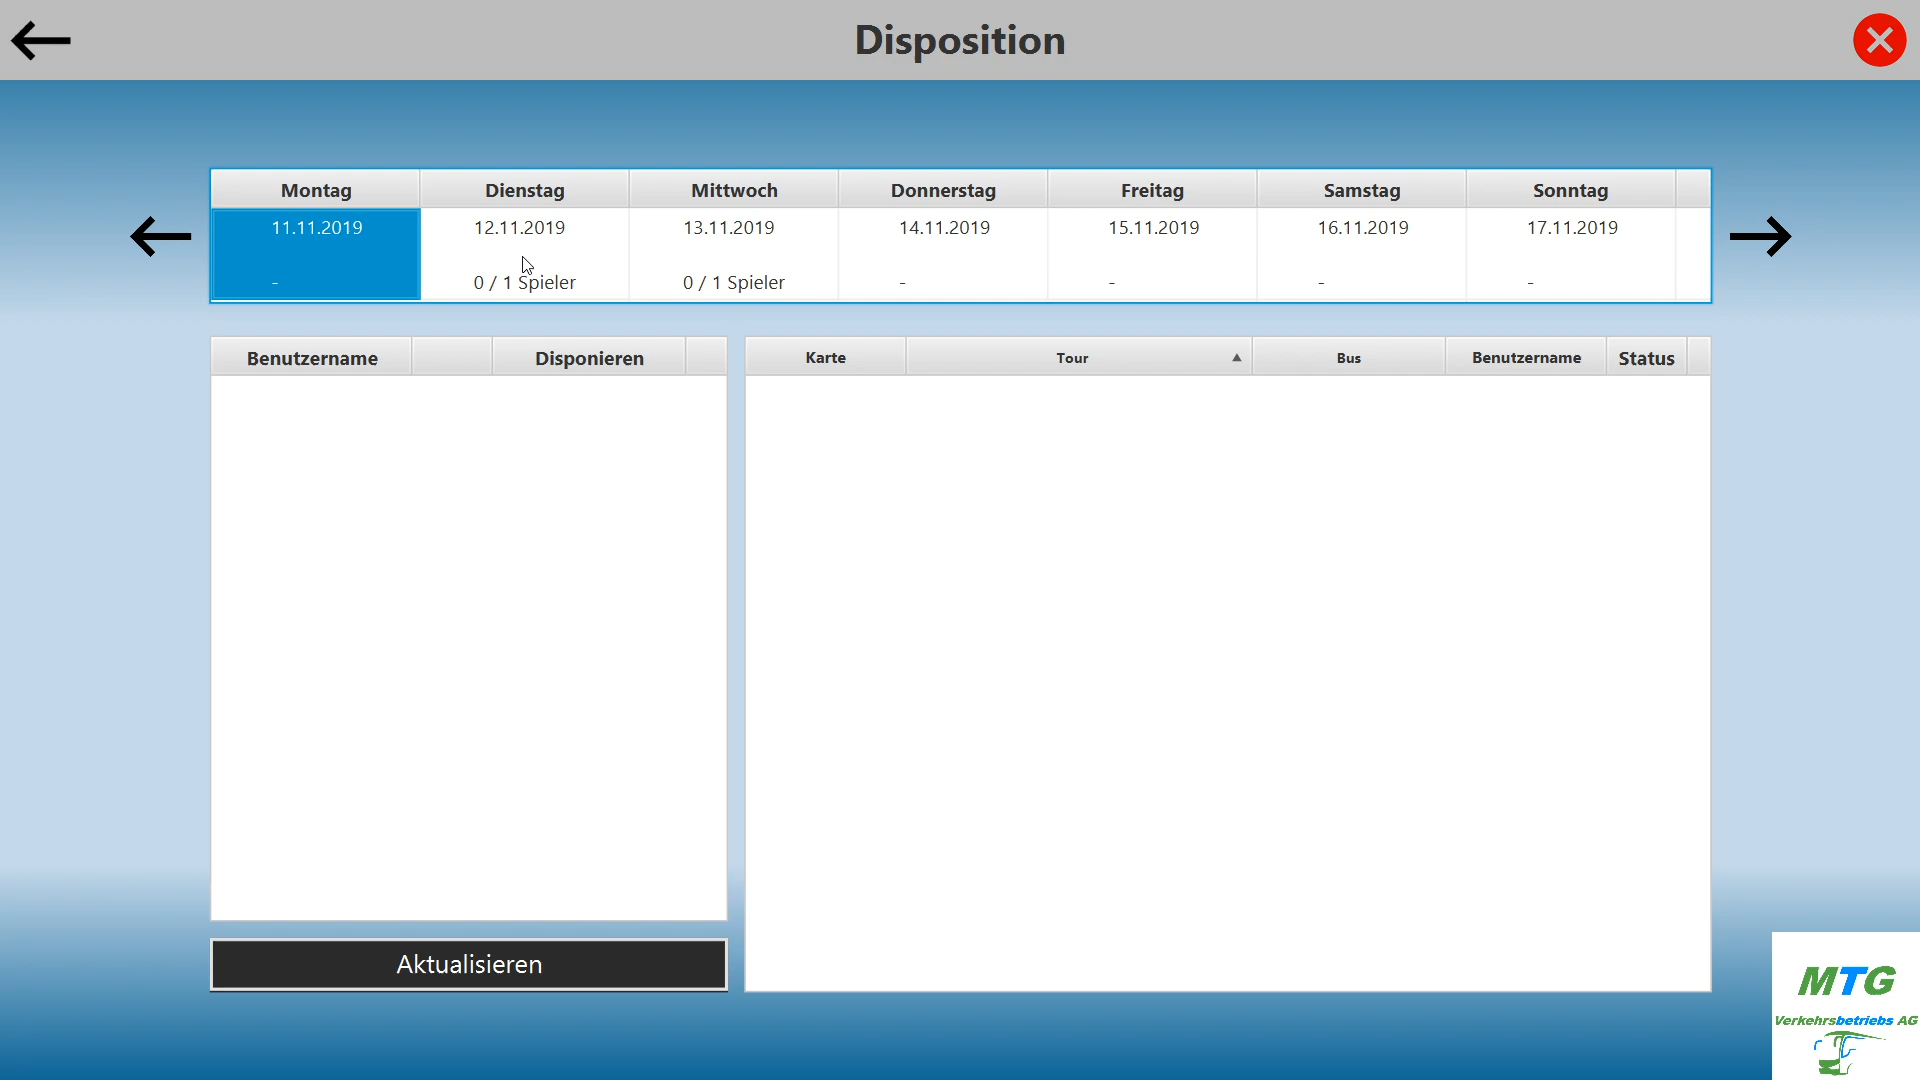 Disposition
Montag Dienstag Mittwoch Donnerstag Freitag Samstag Sonntag
11.11.2019 12.11.2019 13.11.2019 14.11.2019 15.11.2019 16.11.2019 17.11.2019
- 0 / 1 Spieler 0 / 1 Spieler - - - -
Benutzername Disponieren Karte Tour Bus Benutzername Status
Aktualisieren
MTG
Verkehrsbetriebs AG